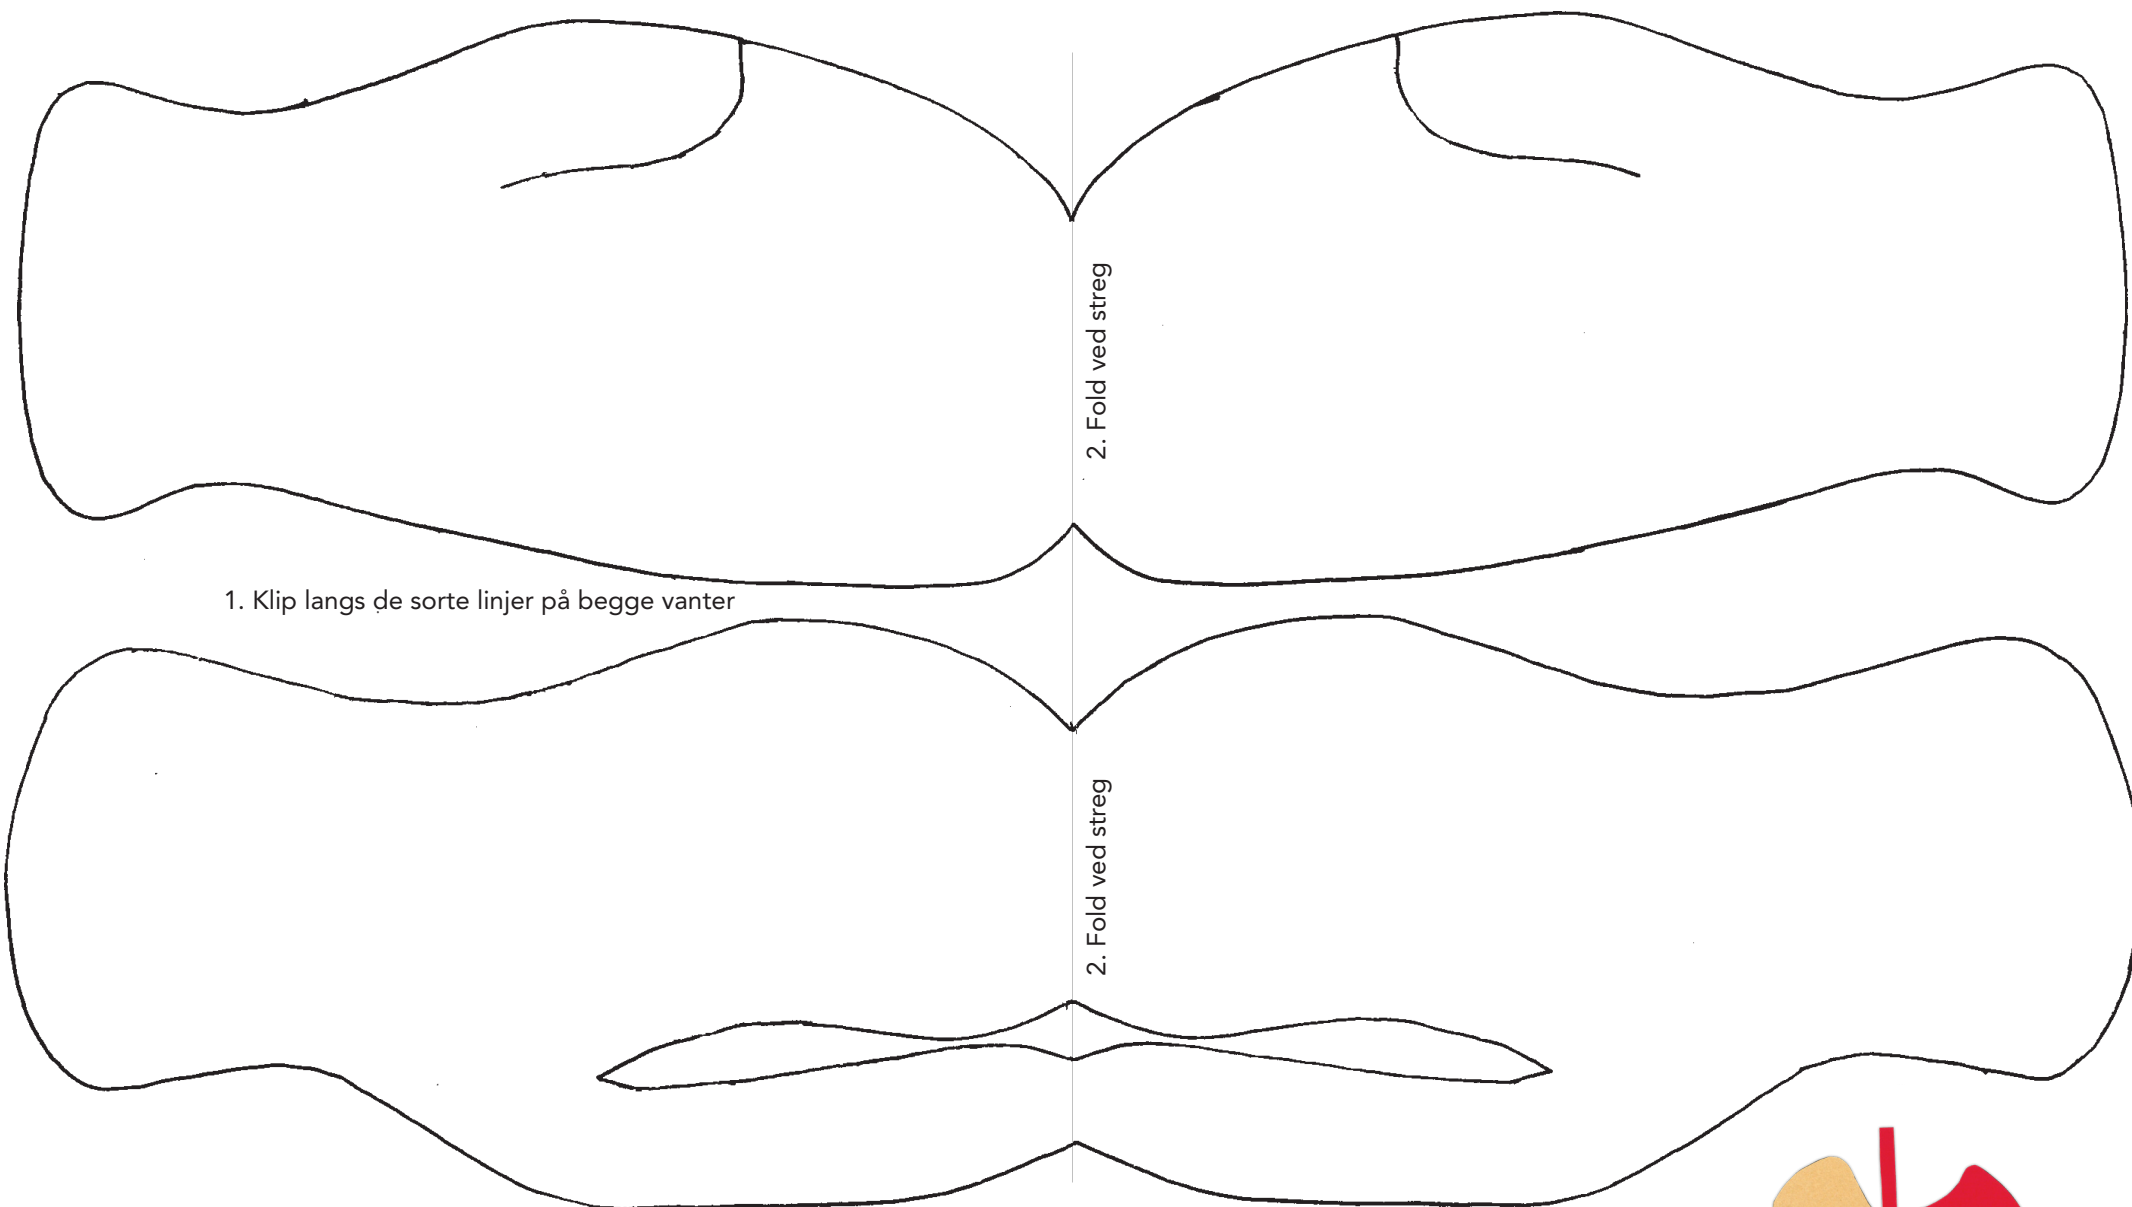 2. Fold ved streg
1. Klip langs de sorte linjer på begge vanter
2. Fold ved streg